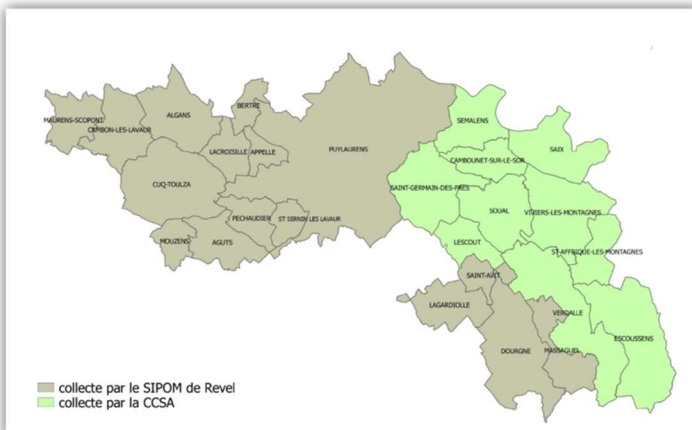 SEMALENS
BERTRE
MAURENS-SCOPONT
ALGANS
CAMBON-LES-LAVAUR
PUYLAURENS
SAIX
LACROISILLE
APPELLE
CAMBOUNET-SUR-LE-SOR
CUQ-TOULZA
SAINT-GERMAIN-DES-PRES
SOUAL
VIVIERS-LES-MONTAGNES
PECHAUDIER
ST SIRNIN LES LAVAUR
MOUZENS
AGUTS
LESCOUT
ST-AFFRIQUE-LES-MONTAGNES
SAINT-AVIT
LAGARDIOLLE
VERDALLE
ESCOUSSENS
DOURGNE
MASSAGUEL
collecte par le SIPOM de Revel
collecte par la CCSA